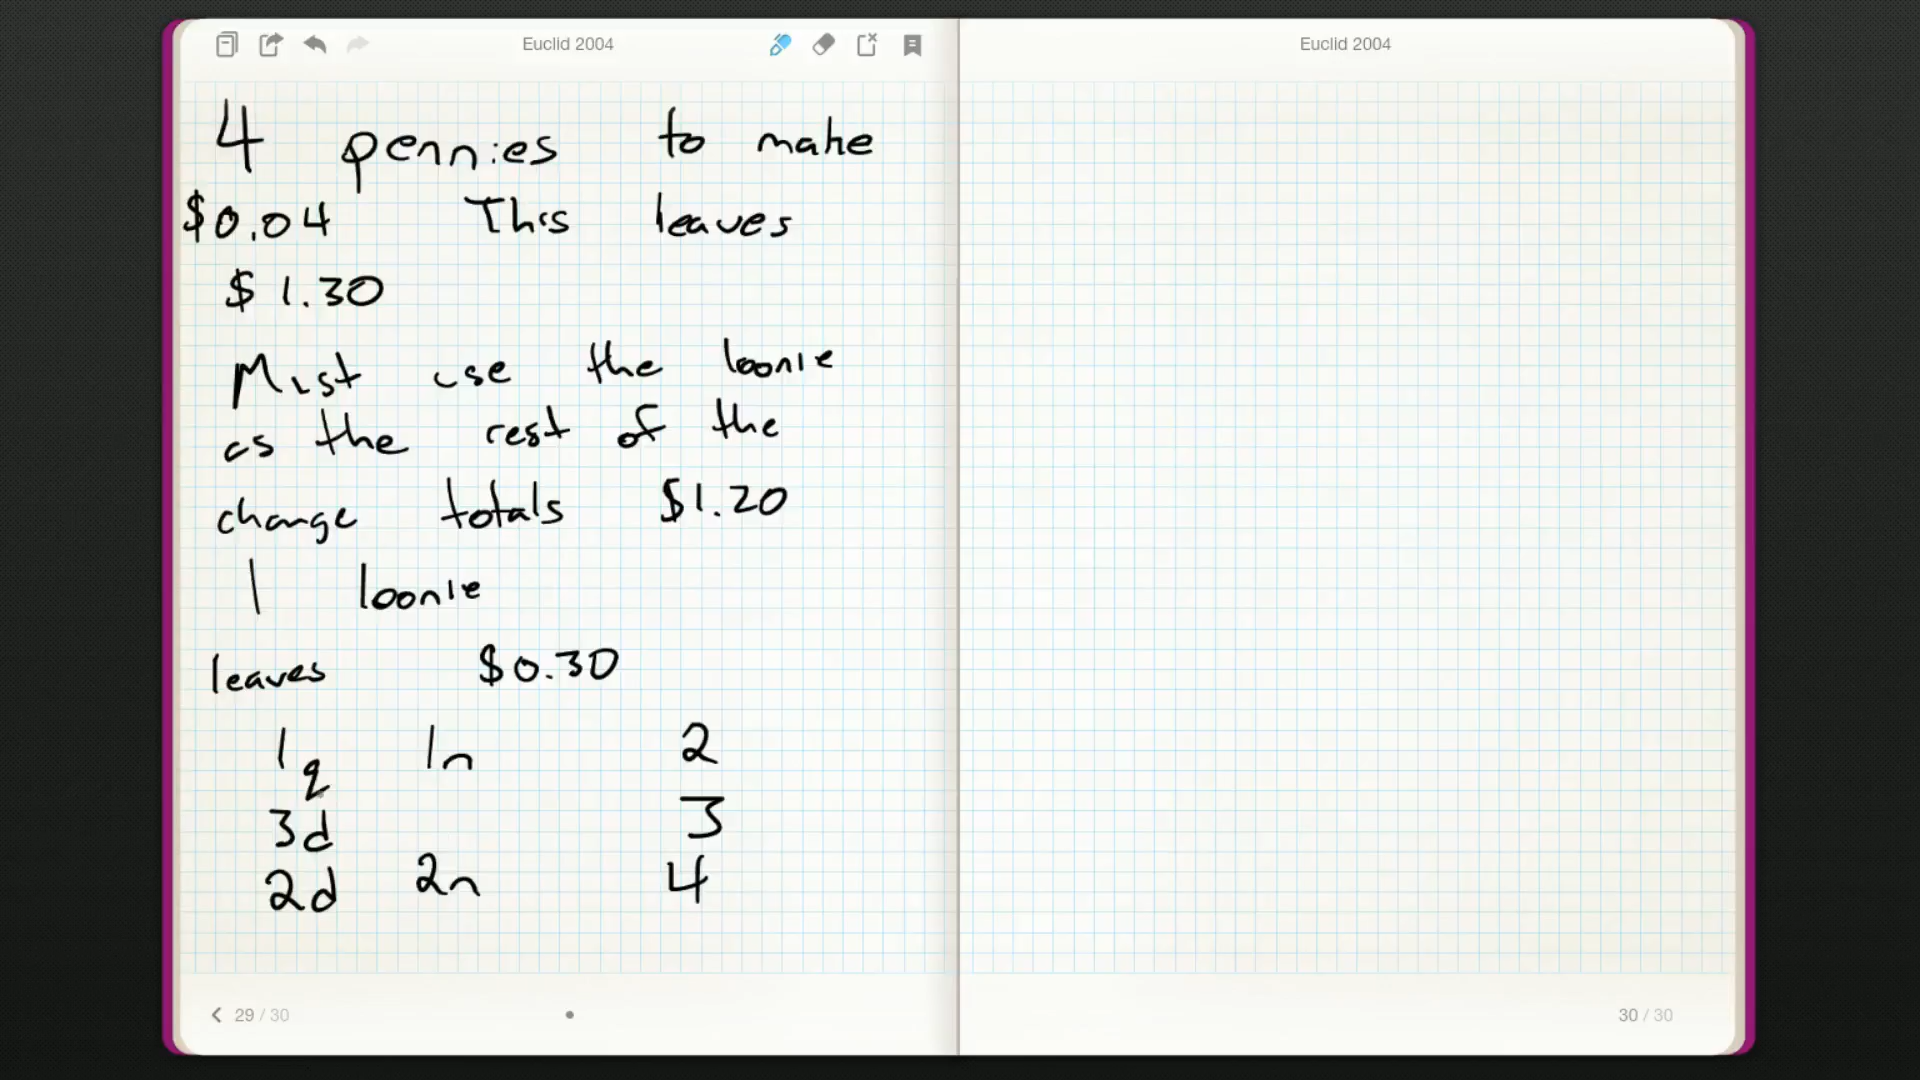 Euclid 2004
4 pennies to make
$0.04 This leaves
$1.30
Must use the loonie
as the rest of the
change totals $1.20
1 loonie
leaves $0.30
1q 1n 2
3d 3
2d 2n 4
29 / 30
Euclid 2004
30 / 30